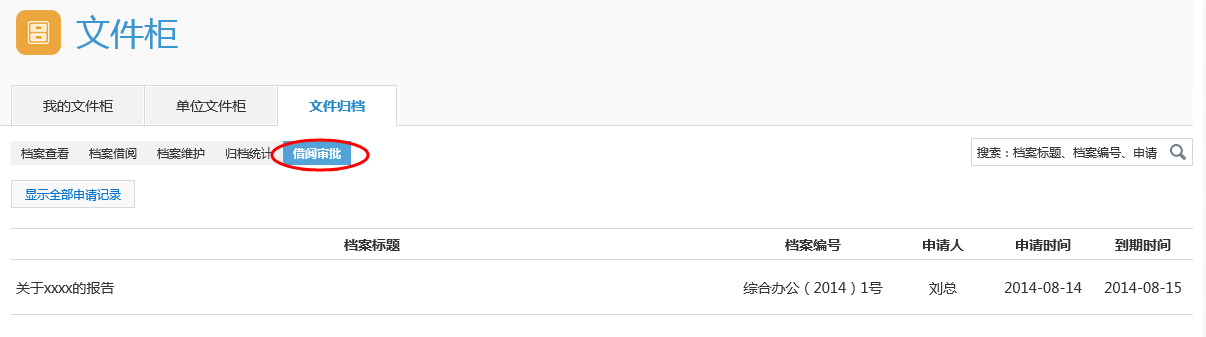 文件柜
我的文件柜 单位文件柜 文件归档
档案查看 档案借阅 档案维护 归档统计 借阅审批 搜索：档案标题、档案编号、申请
显示全部申请记录
档案标题 档案编号 申请人 申请时间 到期时间
关于xxxx的报告 综合办公（2014）1号 刘总 2014-08-14 2014-08-15